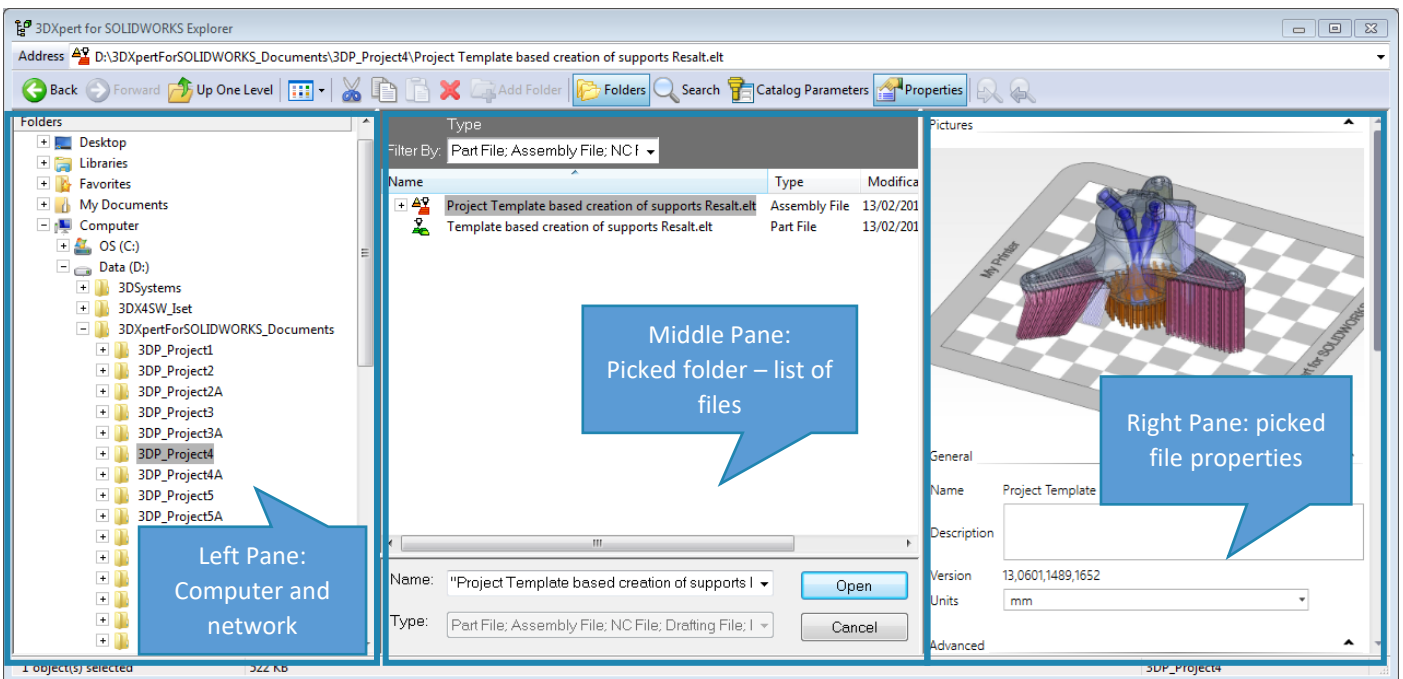 3DXpert for SOLIDWORKS Explorer
Address D:\3DXpertForSOLIDWORKS_Documents\3DP_Project4\Project Template based creation of supports Resalt.elt
Back Forward Up One Level Add Folder Folders Search Catalog Parameters Properties
Folders
Desktop
Libraries
Favorites
My Documents
Computer
OS (C:)
Data (D:)
3DSystems
3DX4SW_Iset
3DXpertForSOLIDWORKS_Documents
3DP_Project1
3DP_Project2
3DP_Project2A
3DP_Project3
3DP_Project3A
3DP_Project4
3DP_Project4A
3DP_Project5
3DP_Project5A
Left Pane:
Computer and
network
Type
Filter By: Part File; Assembly File; NC F
Name Type Modifica
Project Template based creation of supports Resalt.elt Assembly File 13/02/201
Template based creation of supports Resalt.elt Part File 13/02/201
Middle Pane:
Picked folder – list of
files
Name: "Project Template based creation of supports I Open
Type: Part File; Assembly File; NC File; Drafting File; I Cancel
Pictures
My Printer
rt for SOLIDWORKS
Right Pane: picked
file properties
General
Name Project Template
Description
Version 13,0601,1489,1652
Units mm
Advanced
1 object(s) selected 522 KB 3DP_Project4